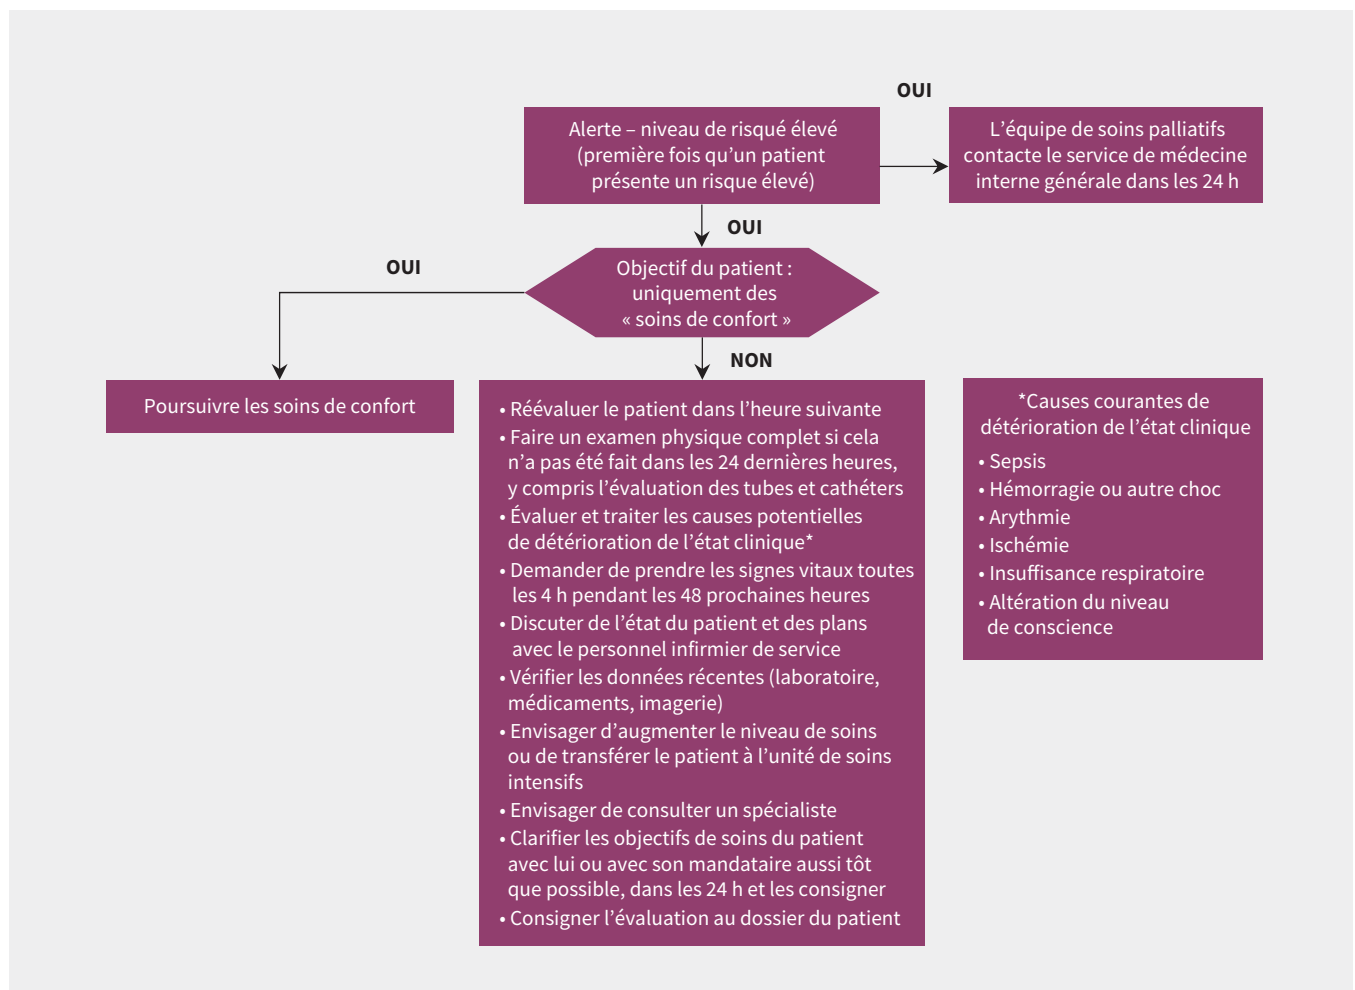 OUI
Alerte – niveau de risqué élevé
(première fois qu’un patient
présente un risque élevé)
L’équipe de soins palliatifs
contacte le service de médecine
interne générale dans les 24 h
OUI
OUI
Objectif du patient :
uniquement des
« soins de confort »
NON
Poursuivre les soins de confort
• Réévaluer le patient dans l’heure suivante
• Faire un examen physique complet si cela
n’a pas été fait dans les 24 dernières heures,
y compris l’évaluation des tubes et cathéters
• Évaluer et traiter les causes potentielles
de détérioration de l’état clinique*
• Demander de prendre les signes vitaux toutes
les 4 h pendant les 48 prochaines heures
• Discuter de l’état du patient et des plans
avec le personnel infirmier de service
• Vérifier les données récentes (laboratoire,
médicaments, imagerie)
• Envisager d’augmenter le niveau de soins
ou de transférer le patient à l’unité de soins
intensifs
• Envisager de consulter un spécialiste
• Clarifier les objectifs de soins du patient
avec lui ou avec son mandataire aussi tôt
que possible, dans les 24 h et les consigner
• Consigner l’évaluation au dossier du patient
*Causes courantes de
détérioration de l’état clinique
• Sepsis
• Hémorragie ou autre choc
• Arythmie
• Ischémie
• Insuffisance respiratoire
• Altération du niveau
de conscience